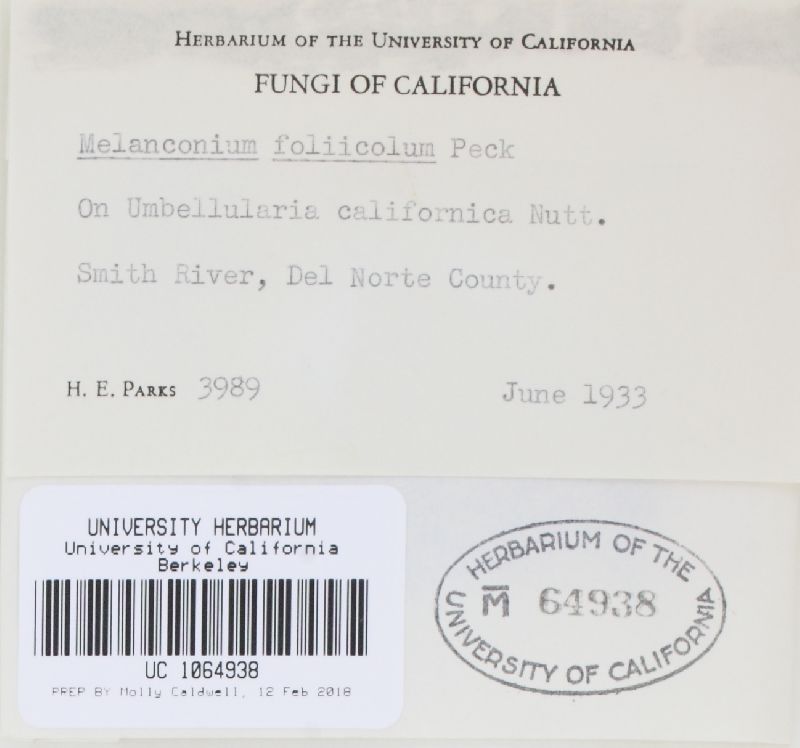 HERBARIUM OF THE UNIVERSITY OF CALIFORNIA
FUNGI OF CALIFORNIA
Melanconium foliicolum Peck
On Umbellularia californica Nutt.
Smith River, Del Norte County.
H. E. PARKS 3989
June 1933
UNIVERSITY HERBARIUM
University of California
Berkeley
UC 1064938
PREP BY Molly Caldwell, 12 Feb 2018
HERBARIUM OF THE
M̅ 64938
UNIVERSITY OF CALIFORNIA